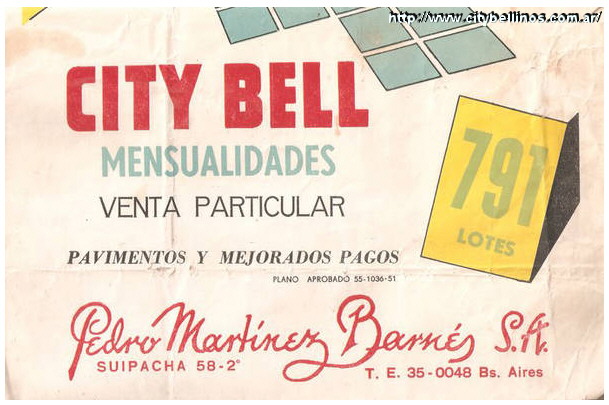 http://www.citybellinos.com.ar/
CITY BELL
MENSUALIDADES
VENTA PARTICULAR
791
LOTES
PAVIMENTOS Y MEJORADOS PAGOS
PLANO APROBADO 55-1036-51
Pedro Martínez Barnés S.A.
SUIPACHA 58-2°
T. E. 35-0048 Bs. Aires